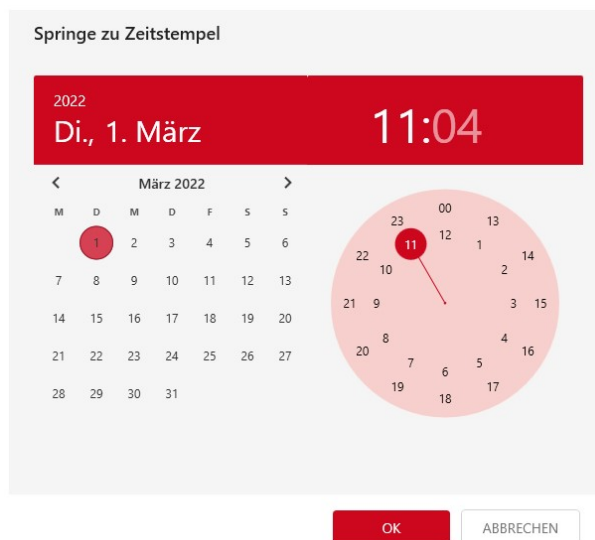 Springe zu Zeitstempel
2022
Di., 1. März
11:04
März 2022
M D M D F S S
1 2 3 4 5 6
7 8 9 10 11 12 13
14 15 16 17 18 19 20
21 22 23 24 25 26 27
28 29 30 31
00
23 13
12
11 1
22 14
10 2
21 9 3 15
8 4
20 16
7 5
6
19 17
18
OK ABBRECHEN